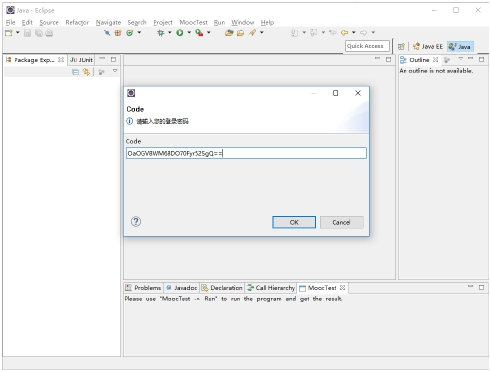 Java - Eclipse
File Edit Source Refactor Navigate Search Project MoocTest Run Window Help
Quick Access
Java EE
Java
Package Exp...
JUnit
Outline
An outline is not available.
Code
请输入您的登录密码
Code
OaOGV8WM68DO70Fyr52SgQ==
OK
Cancel
Problems
Javadoc
Declaration
Call Hierarchy
MoocTest
Please use "MoocTest -> Run" to run the program and get the result.